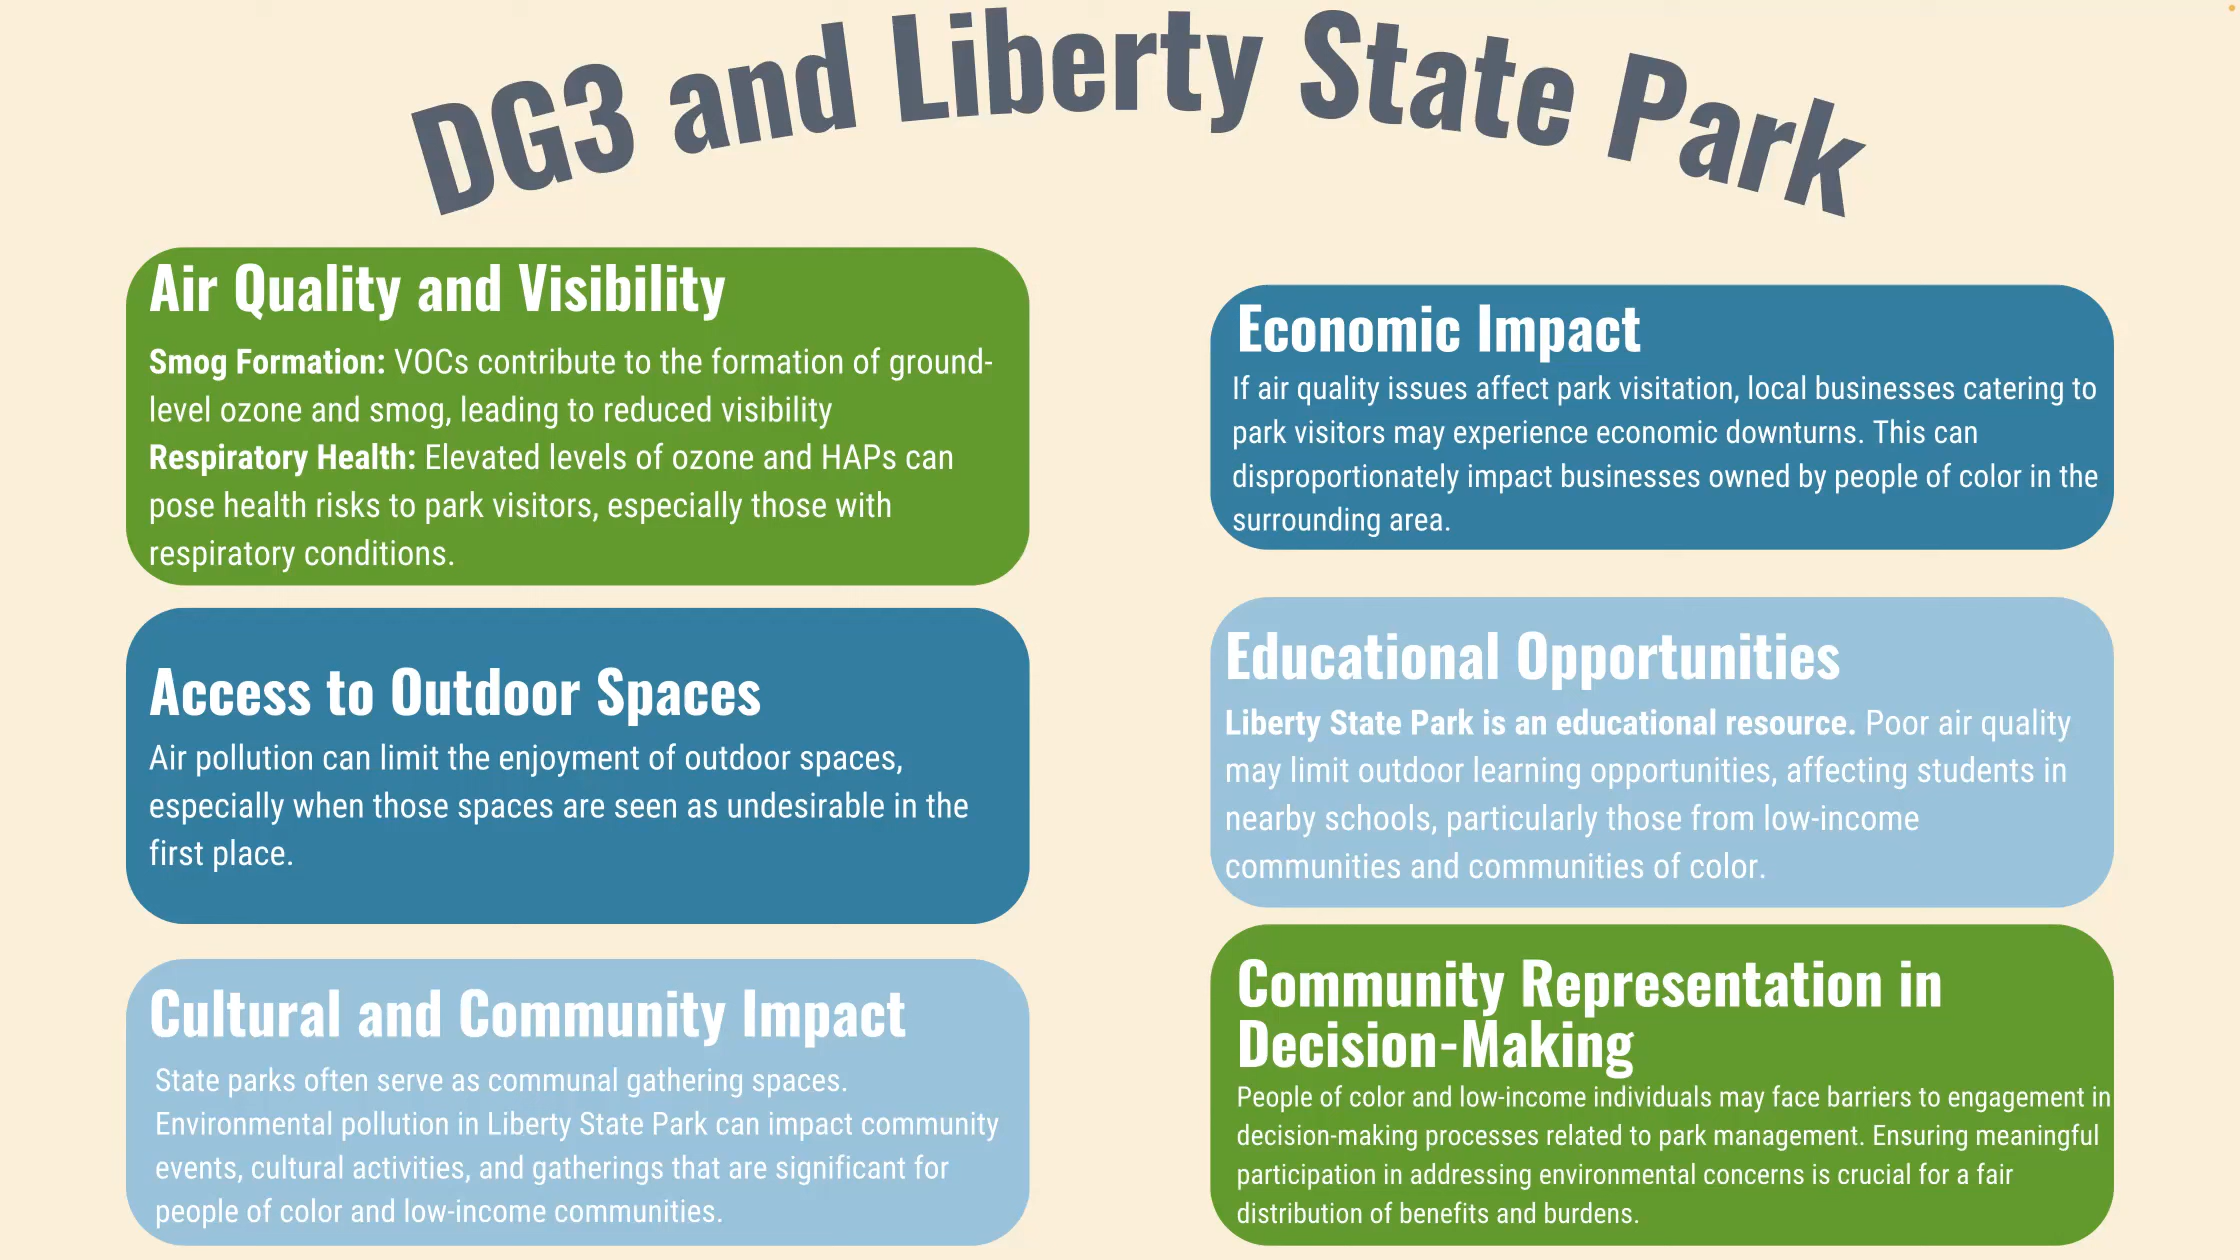 DG3 and Liberty State Park
Air Quality and Visibility
Smog Formation: VOCs contribute to the formation of ground-
level ozone and smog, leading to reduced visibility
Respiratory Health: Elevated levels of ozone and HAPs can
pose health risks to park visitors, especially those with
respiratory conditions.
Access to Outdoor Spaces
Air pollution can limit the enjoyment of outdoor spaces,
especially when those spaces are seen as undesirable in the
first place.
Cultural and Community Impact
State parks often serve as communal gathering spaces.
Environmental pollution in Liberty State Park can impact community
events, cultural activities, and gatherings that are significant for
people of color and low-income communities.
Economic Impact
If air quality issues affect park visitation, local businesses catering to
park visitors may experience economic downturns. This can
disproportionately impact businesses owned by people of color in the
surrounding area.
Educational Opportunities
Liberty State Park is an educational resource. Poor air quality
may limit outdoor learning opportunities, affecting students in
nearby schools, particularly those from low-income
communities and communities of color.
Community Representation in
Decision-Making
People of color and low-income individuals may face barriers to engagement in
decision-making processes related to park management. Ensuring meaningful
participation in addressing environmental concerns is crucial for a fair
distribution of benefits and burdens.